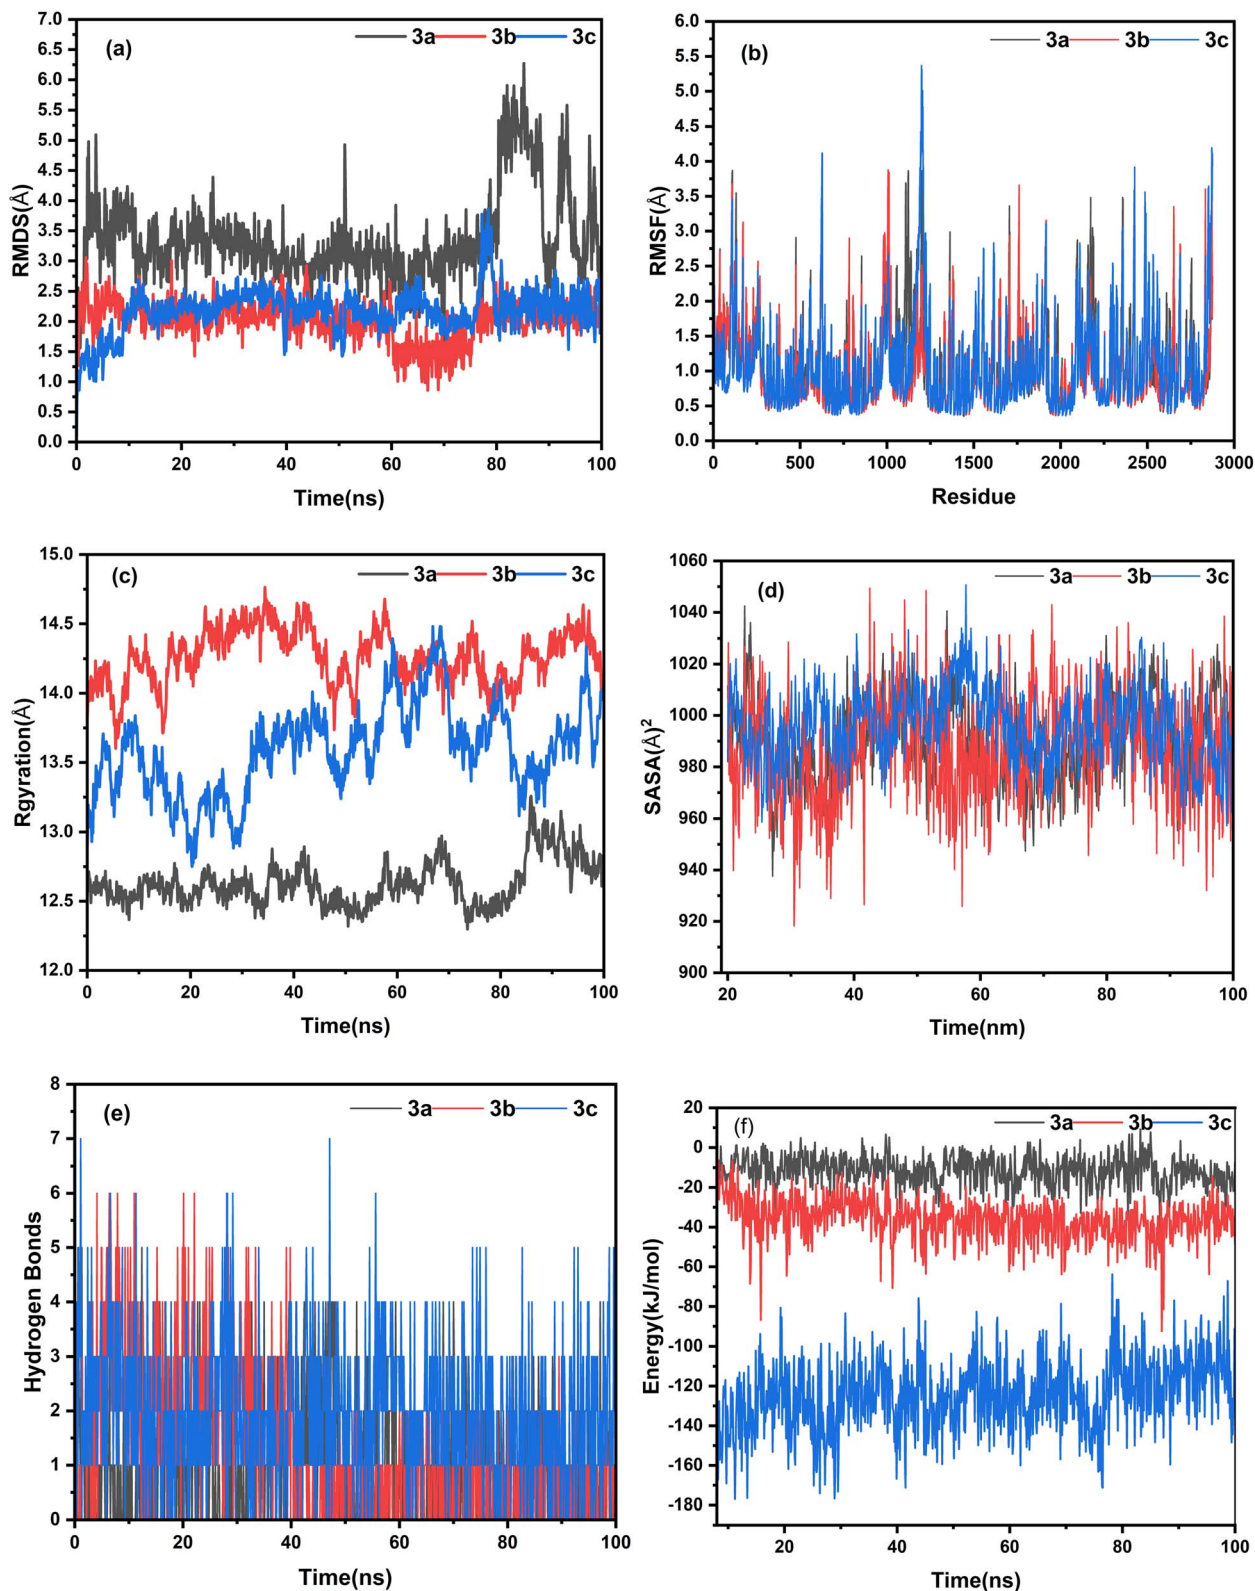 (a) 3a 3b 3c
7.0
6.5
6.0
5.5
5.0
4.5
4.0
3.5
3.0
2.5
2.0
1.5
1.0
0.5
0.0
RMDS(Å)
0 20 40 60 80 100
Time(ns)
(b) 3a 3b 3c
6.0
5.5
5.0
4.5
4.0
3.5
3.0
2.5
2.0
1.5
1.0
0.5
0.0
RMSF(Å)
0 500 1000 1500 2000 2500 3000
Residue
(c) 3a 3b 3c
15.0
14.5
14.0
13.5
13.0
12.5
12.0
Rgyration(Å)
0 20 40 60 80 100
Time(ns)
(d) 3a 3b 3c
1060
1040
1020
1000
980
960
940
920
900
SASA(Å)²
20 40 60 80 100
Time(nm)
(e) 3a 3b 3c
8
7
6
5
4
3
2
1
0
Hydrogen Bonds
0 20 40 60 80 100
Time(ns)
(f) 3a 3b 3c
20
0
-20
-40
-60
-80
-100
-120
-140
-160
-180
Energy(kJ/mol)
20 40 60 80 100
Time(ns)